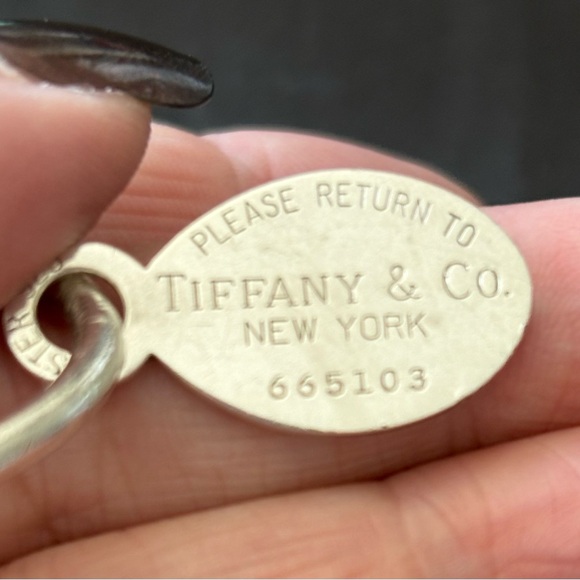 PLEASE RETURN TO
TIFFANY & CO.
NEW YORK
665103